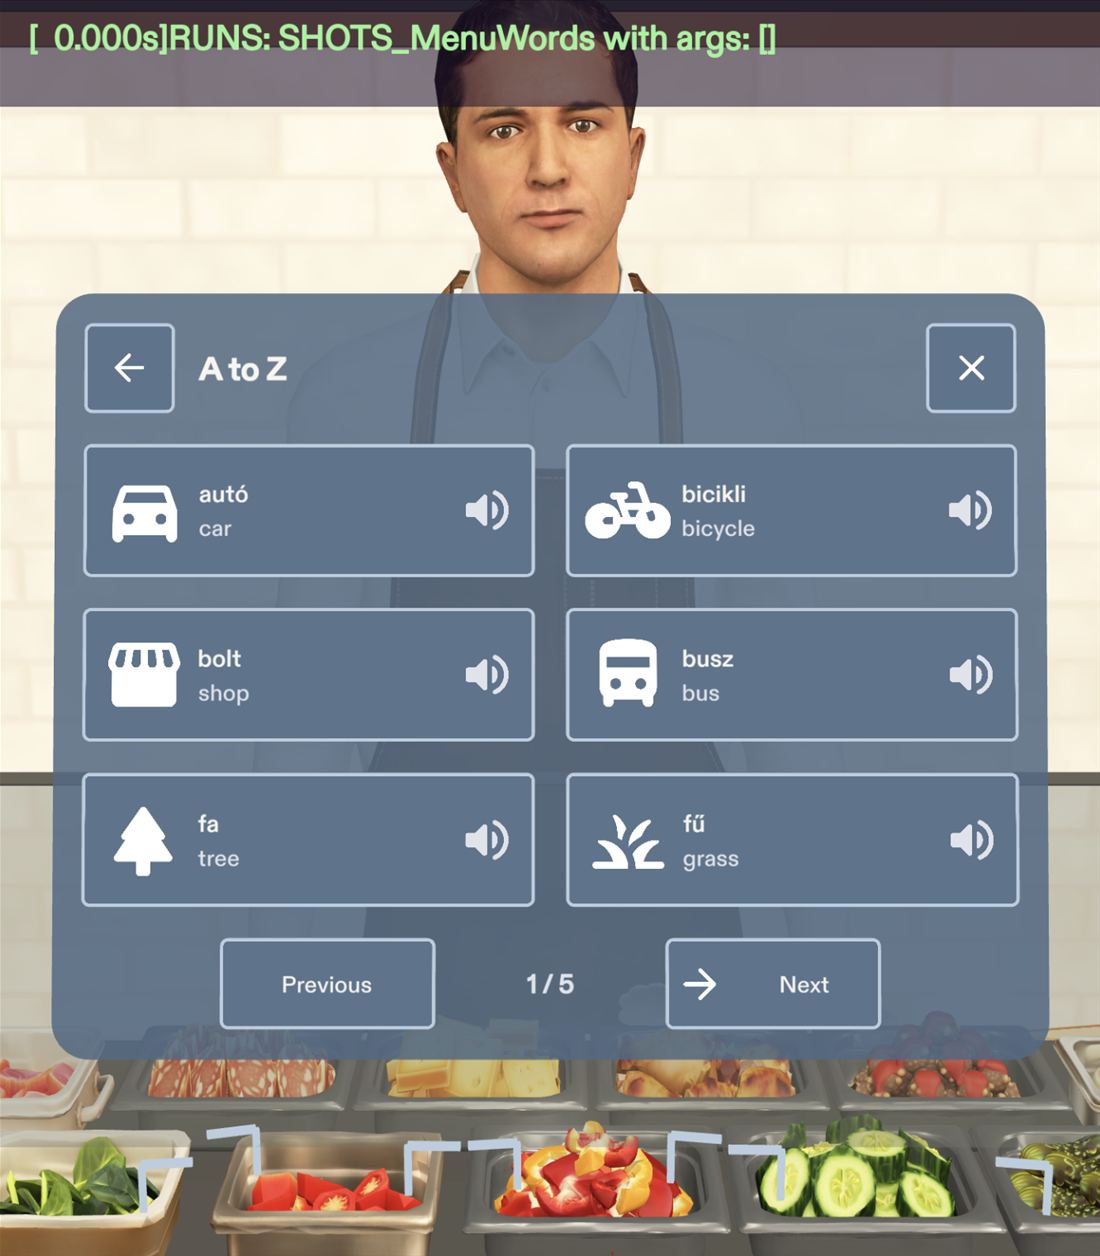 [  0.000s]RUNS: SHOTS_MenuWords with args: []
A to Z
autó
car
bicikli
bicycle
bolt
shop
busz
bus
fa
tree
fű
grass
Previous
1/5
Next